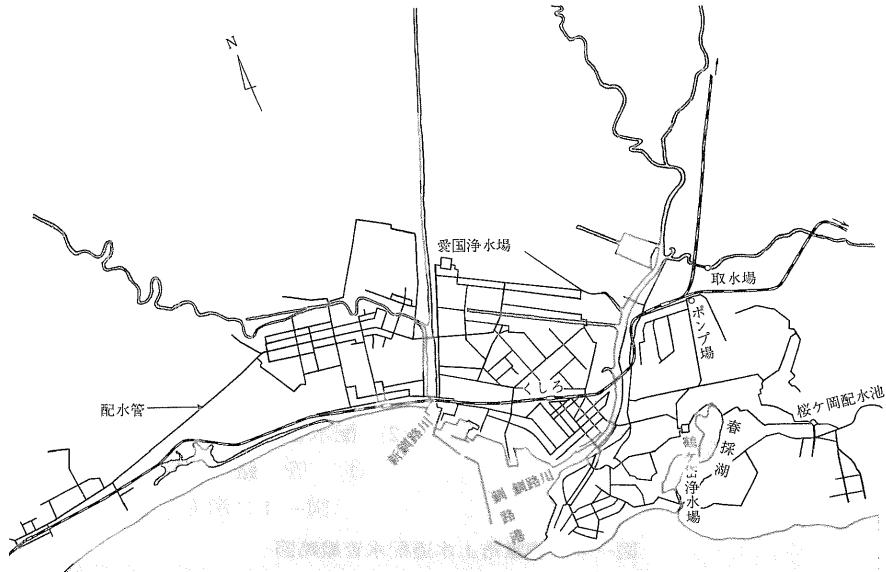 N
愛国浄水場
取水場
ポンプ場
くしろ
配水管
桜ケ岡配水池
春採湖
鶴ケ岱浄水場
新釧路川
釧路川
釧路港